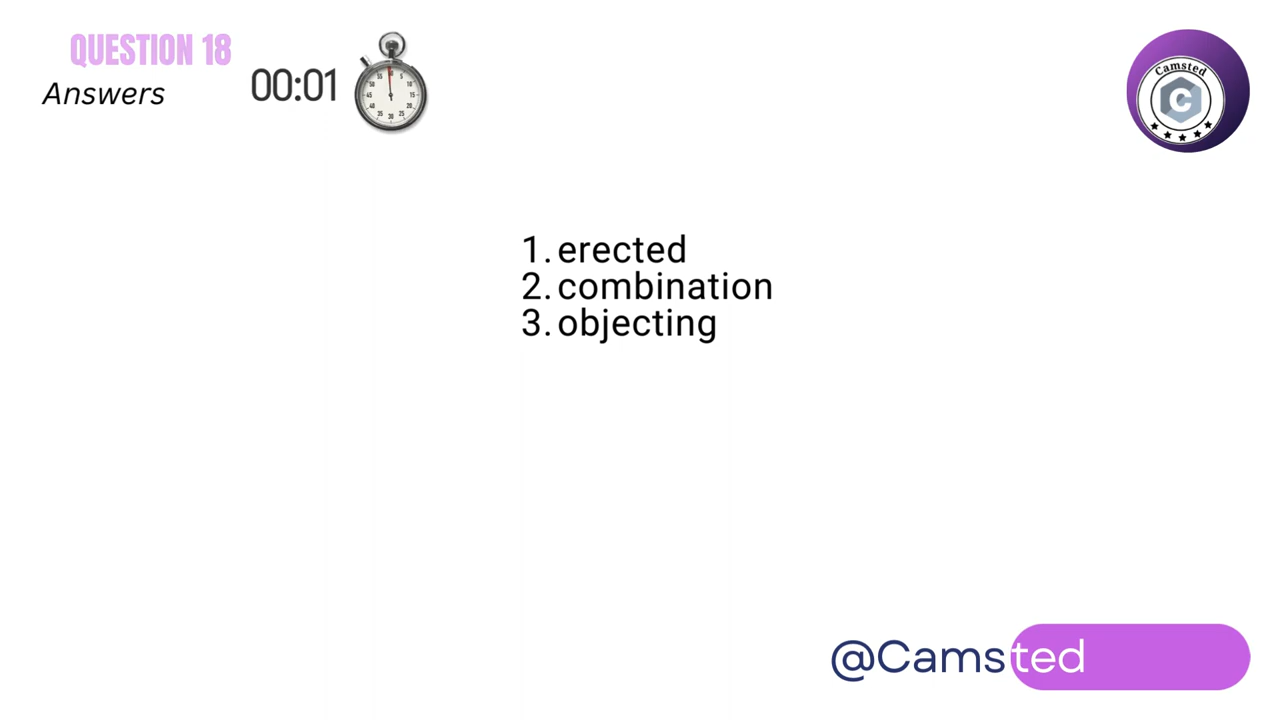 QUESTION 18
Answers
00:01
Camsted
C
1. erected
2. combination
3. objecting
@Camsted